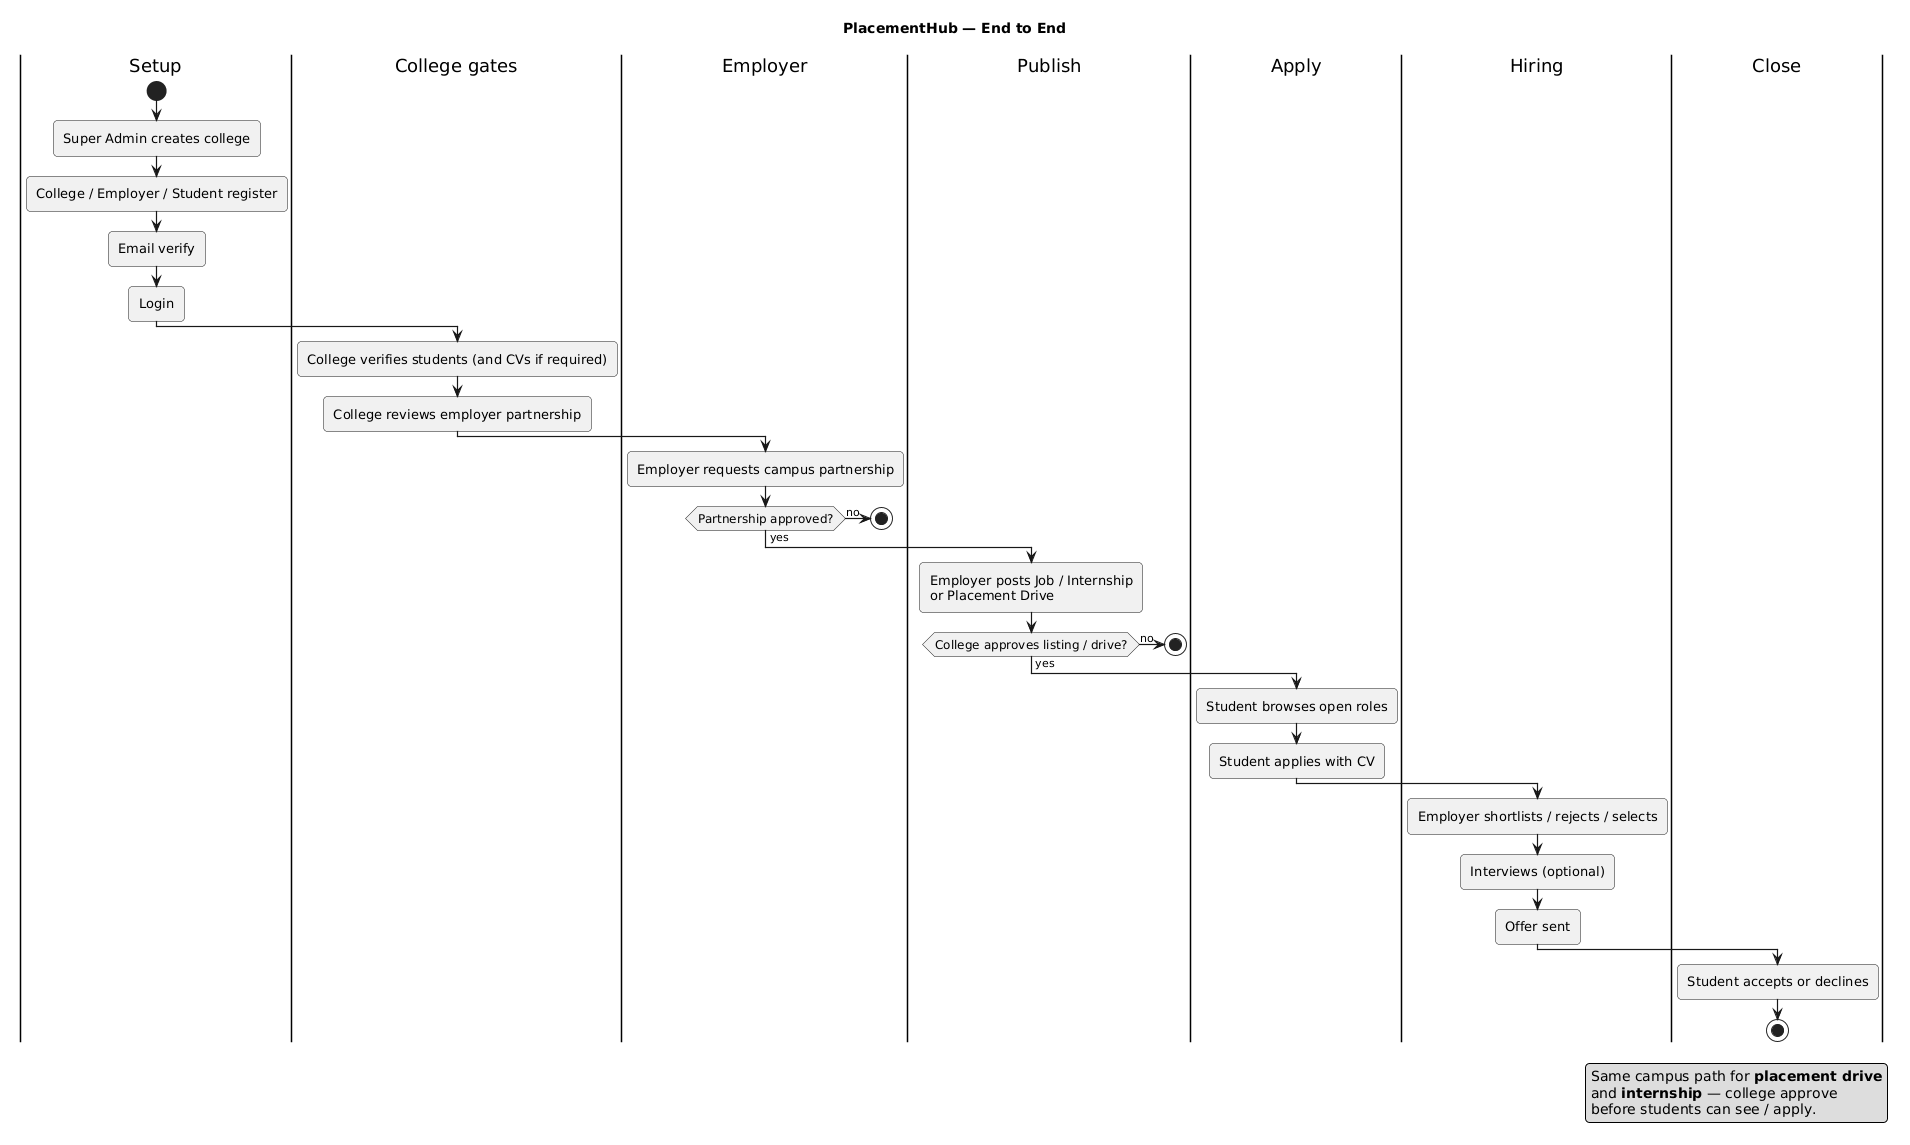 PlacementHub — End to End
Setup
College gates
Employer
Publish
Apply
Hiring
Close
Super Admin creates college
College / Employer / Student register
Email verify
Login
College verifies students (and CVs if required)
College reviews employer partnership
Employer requests campus partnership
Partnership approved?
no
yes
Employer posts Job / Internship
or Placement Drive
College approves listing / drive?
no
yes
Student browses open roles
Student applies with CV
Employer shortlists / rejects / selects
Interviews (optional)
Offer sent
Student accepts or declines
Same campus path for placement drive
and internship — college approve
before students can see / apply.